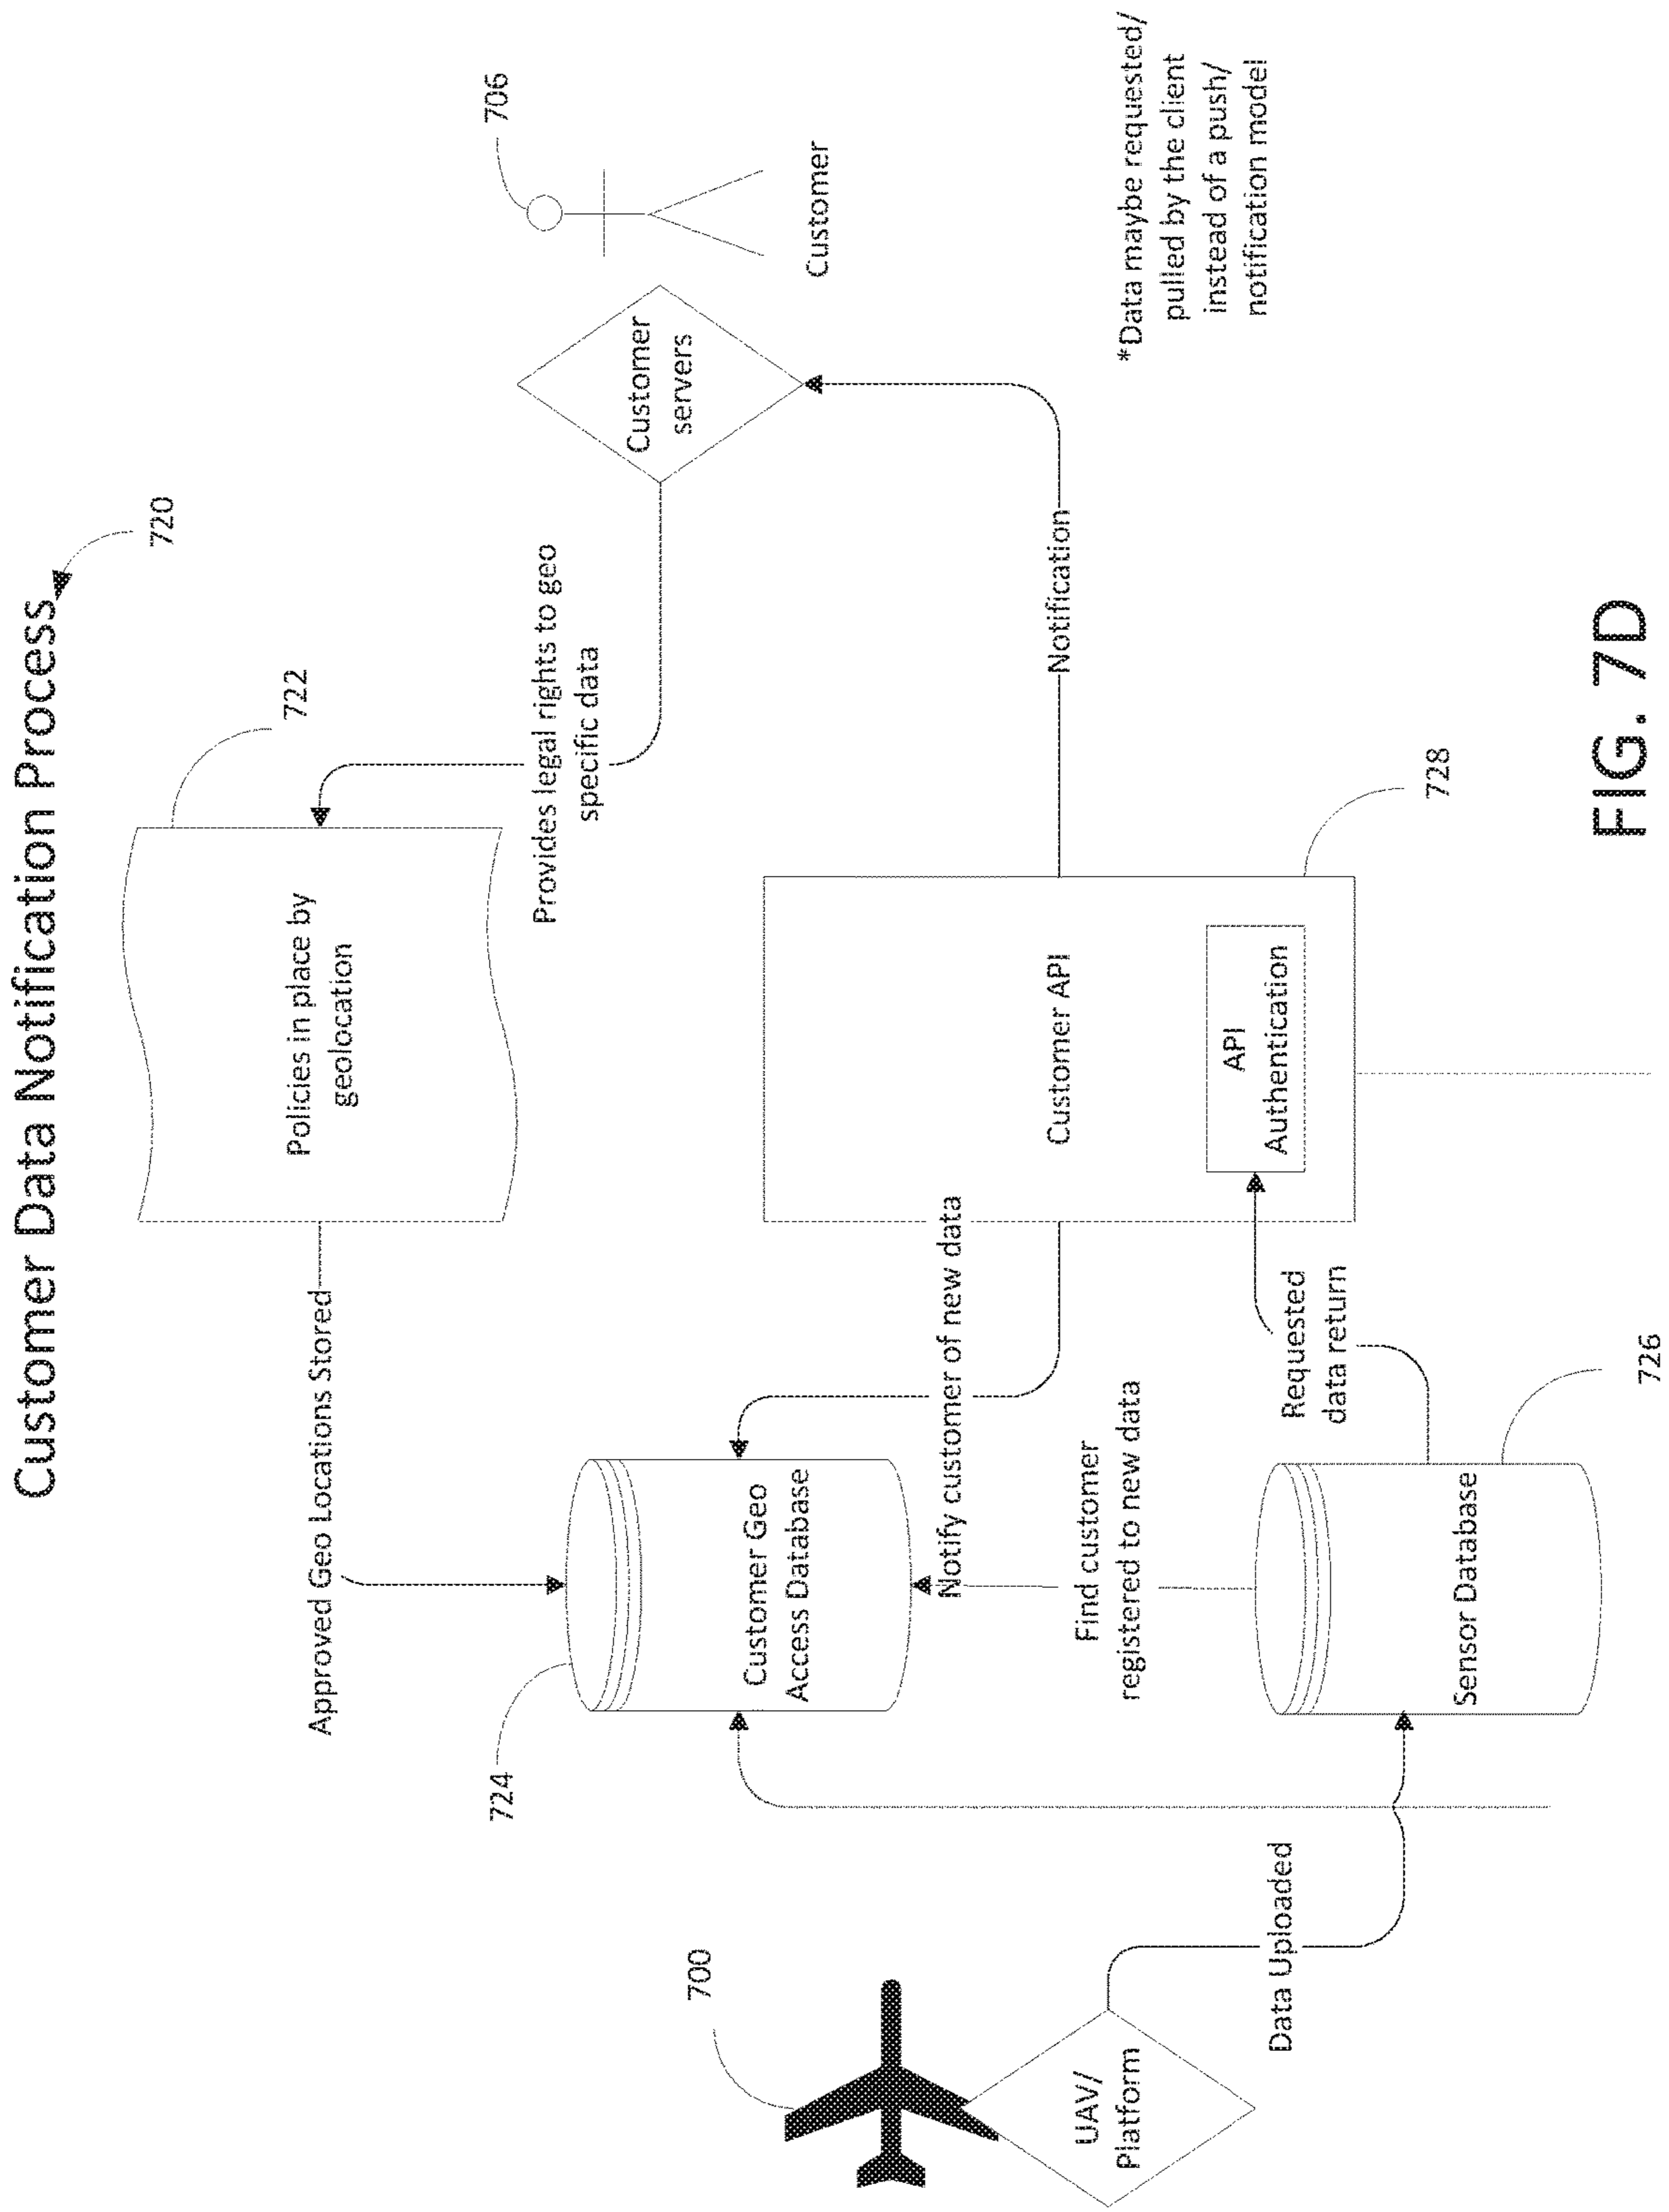 Customer Data Notification Process
720
722
Policies in place by
geolocation
Approved Geo Locations Stored
Provides legal rights to geo
specific data
706
Customer
Customer
servers
724
Customer Geo
Access Database
Notify customer of new data
Customer API
API
Authentication
728
Notification
*Data maybe requested/
pulled by the client
instead of a push/
notification model
700
UAV/
Platform
Data Uploaded
Find customer
registered to new data
Sensor Database
726
Requested
data return
FIG. 7D